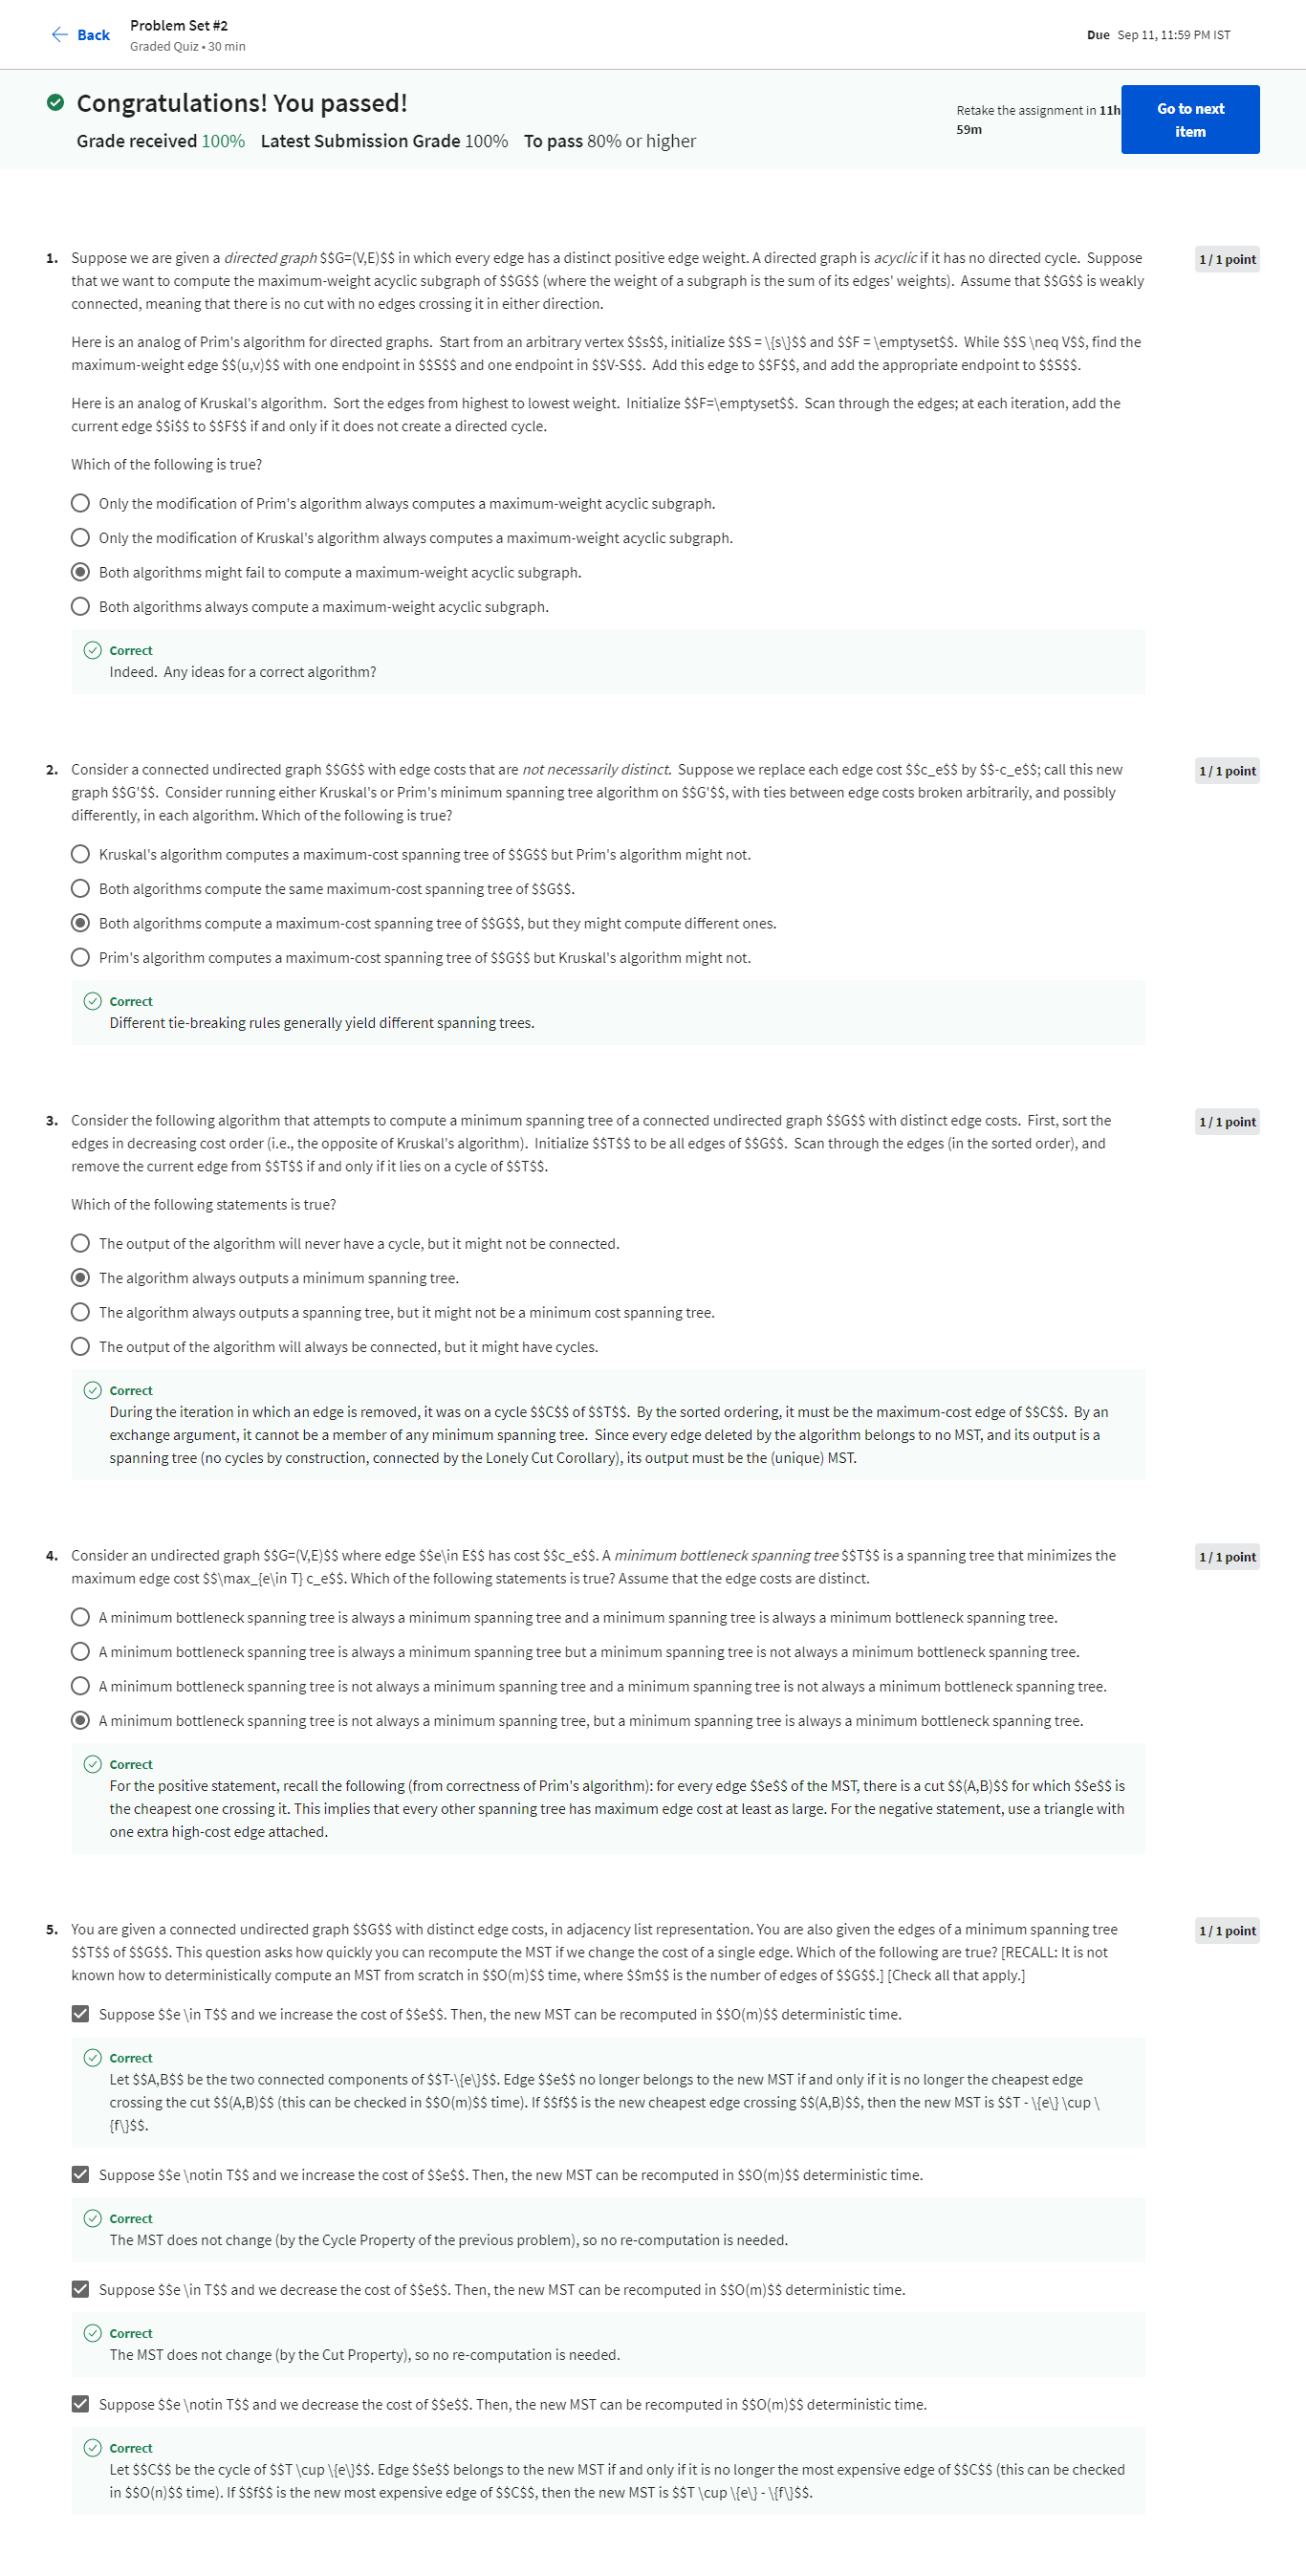 Back
Problem Set #2
Graded Quiz • 30 min
Due Sep 11, 11:59 PM IST
Congratulations! You passed!
Grade received 100% Latest Submission Grade 100% To pass 80% or higher
Retake the assignment in 11h
59m
Go to next
item
1. Suppose we are given a directed graph $$G=(V,E)$$ in which every edge has a distinct positive edge weight. A directed graph is acyclic if it has no directed cycle. Suppose
that we want to compute the maximum-weight acyclic subgraph of $$G$$ (where the weight of a subgraph is the sum of its edges' weights). Assume that $$G$$ is weakly
connected, meaning that there is no cut with no edges crossing it in either direction.
1 / 1 point
Here is an analog of Prim's algorithm for directed graphs. Start from an arbitrary vertex $$s$$, initialize $$S = \{s\}$$ and $$F = \emptyset$$. While $$S \neq V$$, find the
maximum-weight edge $$(u,v)$$ with one endpoint in $$S$$ and one endpoint in $$V-S$$. Add this edge to $$F$$, and add the appropriate endpoint to $$S$$.
Here is an analog of Kruskal's algorithm. Sort the edges from highest to lowest weight. Initialize $$F=\emptyset$$. Scan through the edges; at each iteration, add the
current edge $$i$$ to $$F$$ if and only if it does not create a directed cycle.
Which of the following is true?
Only the modification of Prim's algorithm always computes a maximum-weight acyclic subgraph.
Only the modification of Kruskal's algorithm always computes a maximum-weight acyclic subgraph.
Both algorithms might fail to compute a maximum-weight acyclic subgraph.
Both algorithms always compute a maximum-weight acyclic subgraph.
Correct
Indeed. Any ideas for a correct algorithm?
2. Consider a connected undirected graph $$G$$ with edge costs that are not necessarily distinct. Suppose we replace each edge cost $$c_e$$ by $$-c_e$$; call this new
graph $$G'$$. Consider running either Kruskal's or Prim's minimum spanning tree algorithm on $$G'$$, with ties between edge costs broken arbitrarily, and possibly
differently, in each algorithm. Which of the following is true?
1 / 1 point
Kruskal's algorithm computes a maximum-cost spanning tree of $$G$$ but Prim's algorithm might not.
Both algorithms compute the same maximum-cost spanning tree of $$G$$.
Both algorithms compute a maximum-cost spanning tree of $$G$$, but they might compute different ones.
Prim's algorithm computes a maximum-cost spanning tree of $$G$$ but Kruskal's algorithm might not.
Correct
Different tie-breaking rules generally yield different spanning trees.
3. Consider the following algorithm that attempts to compute a minimum spanning tree of a connected undirected graph $$G$$ with distinct edge costs. First, sort the
edges in decreasing cost order (i.e., the opposite of Kruskal's algorithm). Initialize $$T$$ to be all edges of $$G$$. Scan through the edges (in the sorted order), and
remove the current edge from $$T$$ if and only if it lies on a cycle of $$T$$.
1 / 1 point
Which of the following statements is true?
The output of the algorithm will never have a cycle, but it might not be connected.
The algorithm always outputs a minimum spanning tree.
The algorithm always outputs a spanning tree, but it might not be a minimum cost spanning tree.
The output of the algorithm will always be connected, but it might have cycles.
Correct
During the iteration in which an edge is removed, it was on a cycle $$C$$ of $$T$$. By the sorted ordering, it must be the maximum-cost edge of $$C$$. By an
exchange argument, it cannot be a member of any minimum spanning tree. Since every edge deleted by the algorithm belongs to no MST, and its output is a
spanning tree (no cycles by construction, connected by the Lonely Cut Corollary), its output must be the (unique) MST.
4. Consider an undirected graph $$G=(V,E)$$ where edge $$e\in E$$ has cost $$c_e$$. A minimum bottleneck spanning tree $$T$$ is a spanning tree that minimizes the
maximum edge cost $$\max_{e\in T} c_e$$. Which of the following statements is true? Assume that the edge costs are distinct.
1 / 1 point
A minimum bottleneck spanning tree is always a minimum spanning tree and a minimum spanning tree is always a minimum bottleneck spanning tree.
A minimum bottleneck spanning tree is always a minimum spanning tree but a minimum spanning tree is not always a minimum bottleneck spanning tree.
A minimum bottleneck spanning tree is not always a minimum spanning tree and a minimum spanning tree is not always a minimum bottleneck spanning tree.
A minimum bottleneck spanning tree is not always a minimum spanning tree, but a minimum spanning tree is always a minimum bottleneck spanning tree.
Correct
For the positive statement, recall the following (from correctness of Prim's algorithm): for every edge $$e$$ of the MST, there is a cut $$(A,B)$$ for which $$e$$ is
the cheapest one crossing it. This implies that every other spanning tree has maximum edge cost at least as large. For the negative statement, use a triangle with
one extra high-cost edge attached.
5. You are given a connected undirected graph $$G$$ with distinct edge costs, in adjacency list representation. You are also given the edges of a minimum spanning tree
$$T$$ of $$G$$. This question asks how quickly you can recompute the MST if we change the cost of a single edge. Which of the following are true? [RECALL: It is not
known how to deterministically compute an MST from scratch in $$O(m)$$ time, where $$m$$ is the number of edges of $$G$$.] [Check all that apply.]
1 / 1 point
Suppose $$e \in T$$ and we increase the cost of $$e$$. Then, the new MST can be recomputed in $$O(m)$$ deterministic time.
Correct
Let $$A,B$$ be the two connected components of $$T-\{e\}$$. Edge $$e$$ no longer belongs to the new MST if and only if it is no longer the cheapest edge
crossing the cut $$(A,B)$$ (this can be checked in $$O(m)$$ time). If $$f$$ is the new cheapest edge crossing $$(A,B)$$, then the new MST is $$T - \{e\} \cup \
{f\}$$.
Suppose $$e \notin T$$ and we increase the cost of $$e$$. Then, the new MST can be recomputed in $$O(m)$$ deterministic time.
Correct
The MST does not change (by the Cycle Property of the previous problem), so no re-computation is needed.
Suppose $$e \in T$$ and we decrease the cost of $$e$$. Then, the new MST can be recomputed in $$O(m)$$ deterministic time.
Correct
The MST does not change (by the Cut Property), so no re-computation is needed.
Suppose $$e \notin T$$ and we decrease the cost of $$e$$. Then, the new MST can be recomputed in $$O(m)$$ deterministic time.
Correct
Let $$C$$ be the cycle of $$T \cup \{e\}$$. Edge $$e$$ belongs to the new MST if and only if it is no longer the most expensive edge of $$C$$ (this can be checked
in $$O(n)$$ time). If $$f$$ is the new most expensive edge of $$C$$, then the new MST is $$T \cup \{e\} - \{f\}$$.